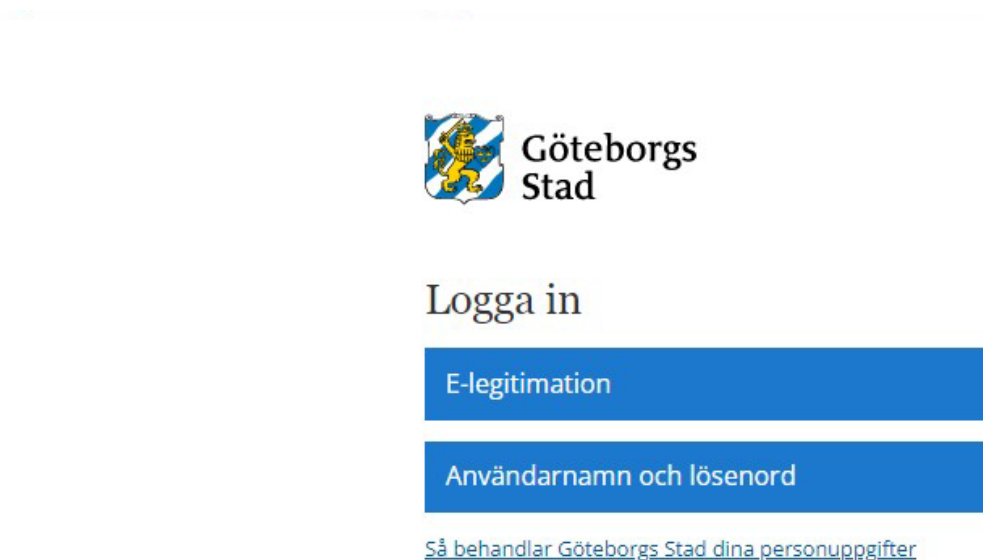 Göteborgs
Stad
Logga in
E-legitimation
Användarnamn och lösenord
Så behandlar Göteborgs Stad dina personuppgifter